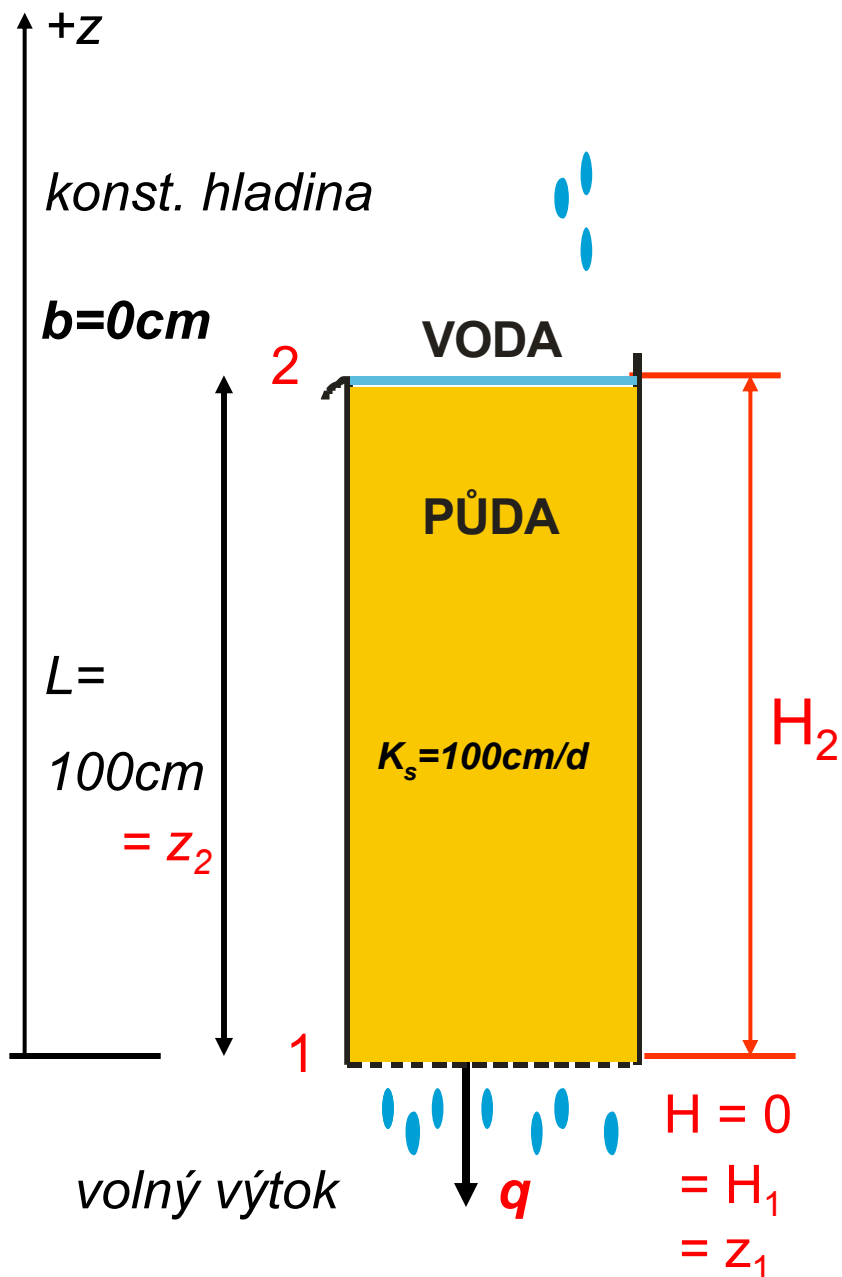 +z
konst. hladina
b=0cm
VODA
2
PŮDA
L=
100cm
= z₂
Kₛ=100cm/d
H₂
1
H = 0
= H₁
= z₁
volný výtok
q